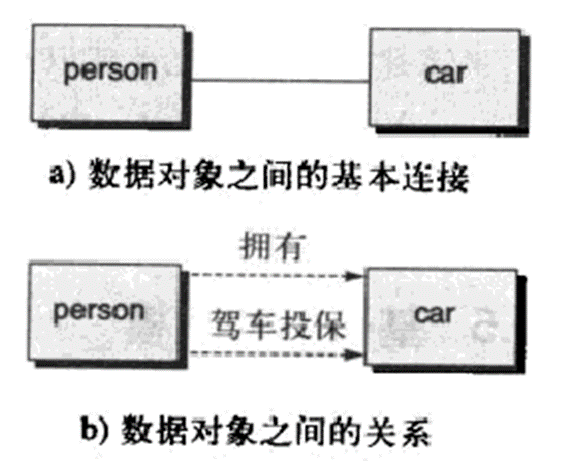 person car
a) 数据对象之间的基本连接
拥有
person car
驾车投保
b) 数据对象之间的关系